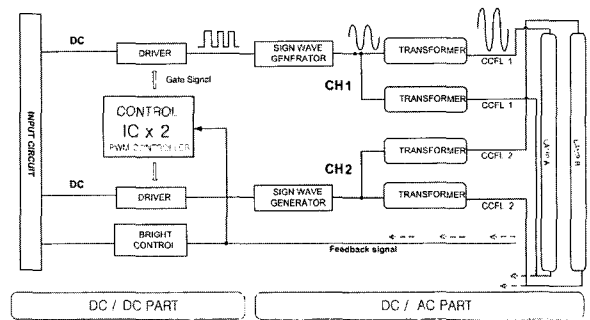 DC
DRIVER
SIGN WAVE
GENERATOR
TRANSFORMER
CCFL 1
Gate Signal
CH1
TRANSFORMER
CCFL 1
INPUT CIRCUIT
CONTROL
IC x 2
PWM CONTROLLER
CH2
TRANSFORMER
CCFL 2
DC
DRIVER
SIGN WAVE
GENERATOR
TRANSFORMER
CCFL 2
LAMP A
LAMP B
BRIGHT
CONTROL
Feedback signal
DC / DC PART
DC / AC PART